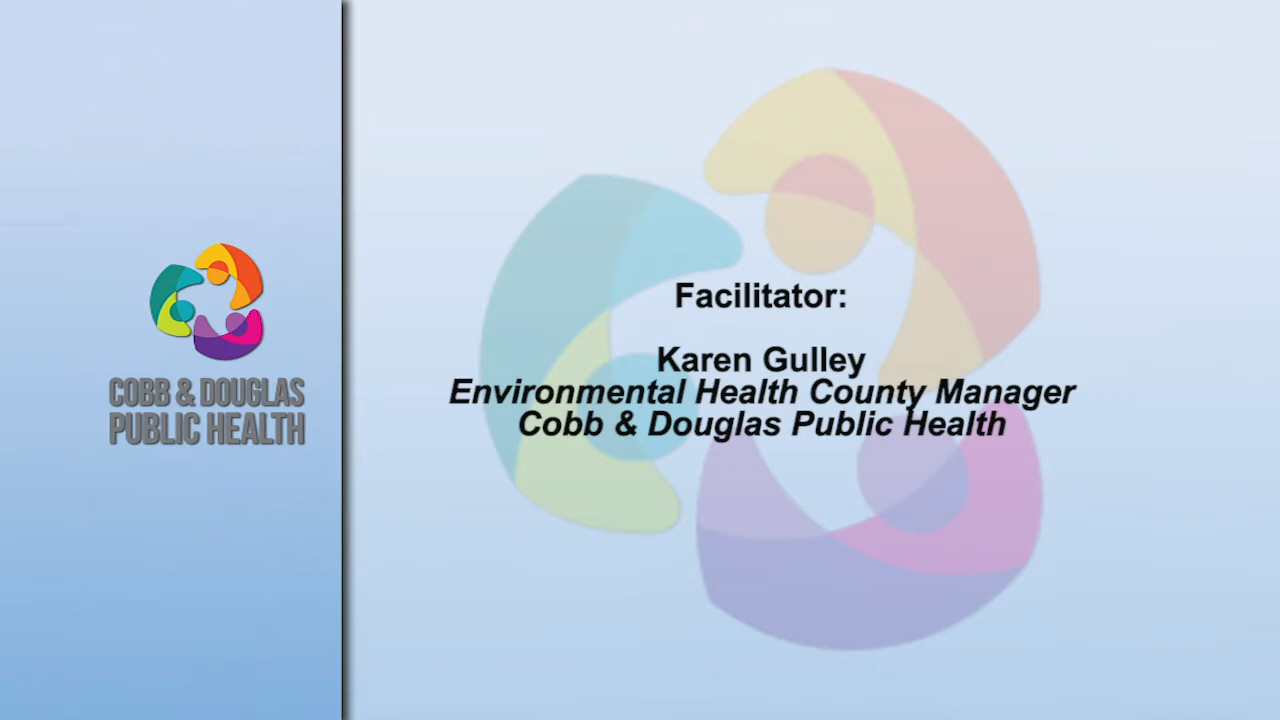 COBB & DOUGLAS
PUBLIC HEALTH
Facilitator:
Karen Gulley
Environmental Health County Manager
Cobb & Douglas Public Health